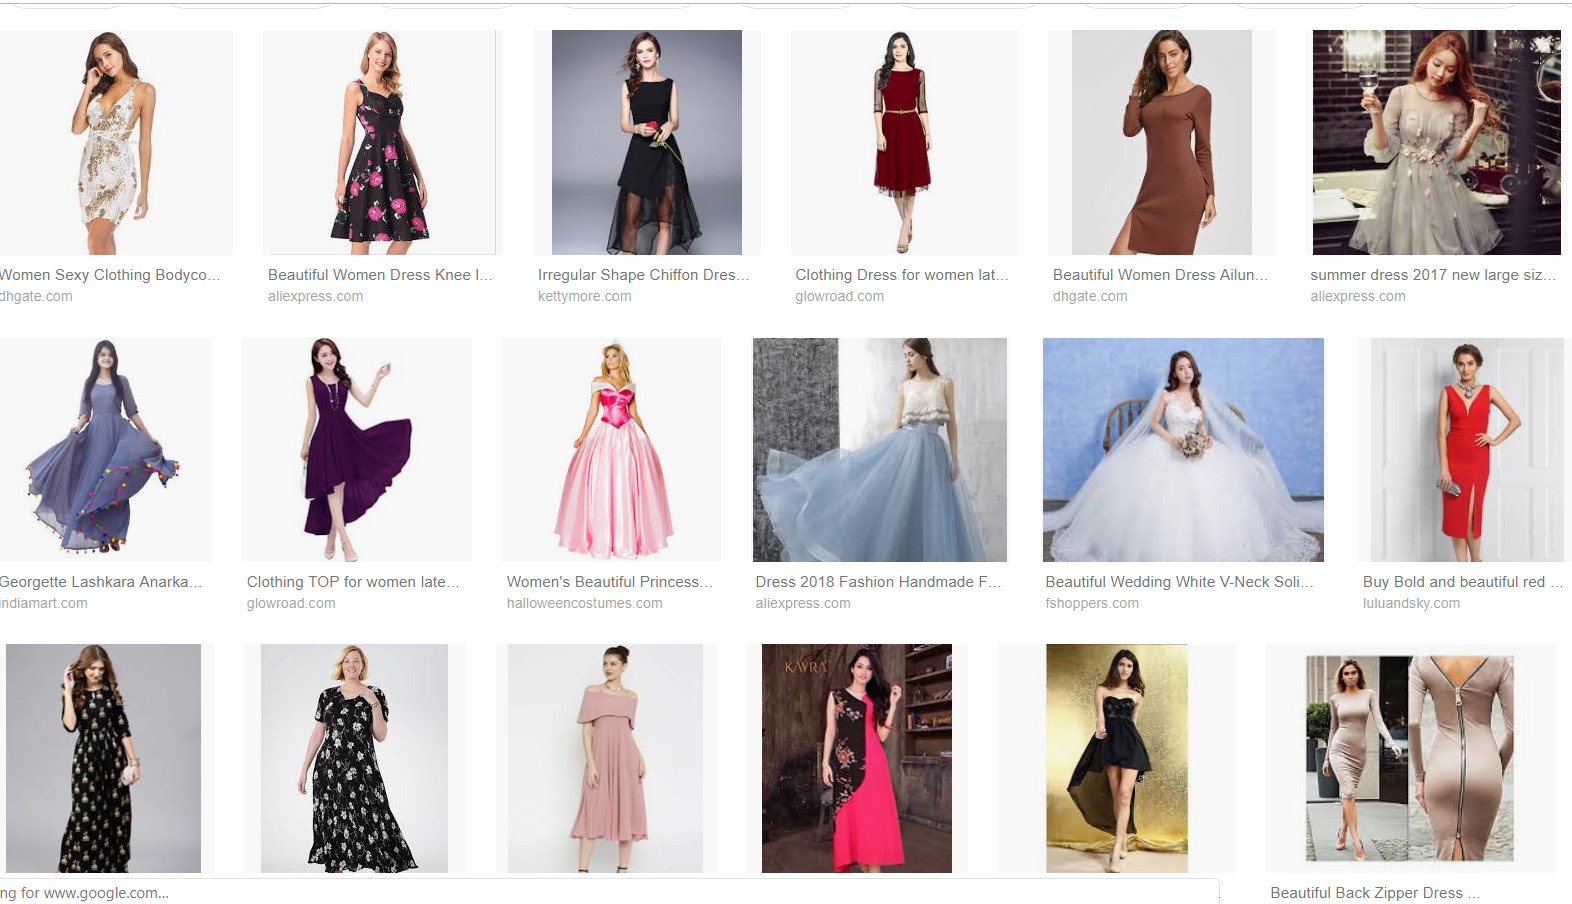 Women Sexy Clothing Bodyco...
dhgate.com
Beautiful Women Dress Knee l...
aliexpress.com
Irregular Shape Chiffon Dres...
kettymore.com
Clothing Dress for women lat...
glowroad.com
Beautiful Women Dress Ailun...
dhgate.com
summer dress 2017 new large siz...
aliexpress.com
Georgette Lashkara Anarka...
indiamart.com
Clothing TOP for women late...
glowroad.com
Women's Beautiful Princess...
halloweencostumes.com
Dress 2018 Fashion Handmade F...
aliexpress.com
Beautiful Wedding White V-Neck Soli...
fshoppers.com
Buy Bold and beautiful red ...
luluandsky.com
KAYRA
ng for www.google.com...
Beautiful Back Zipper Dress ...